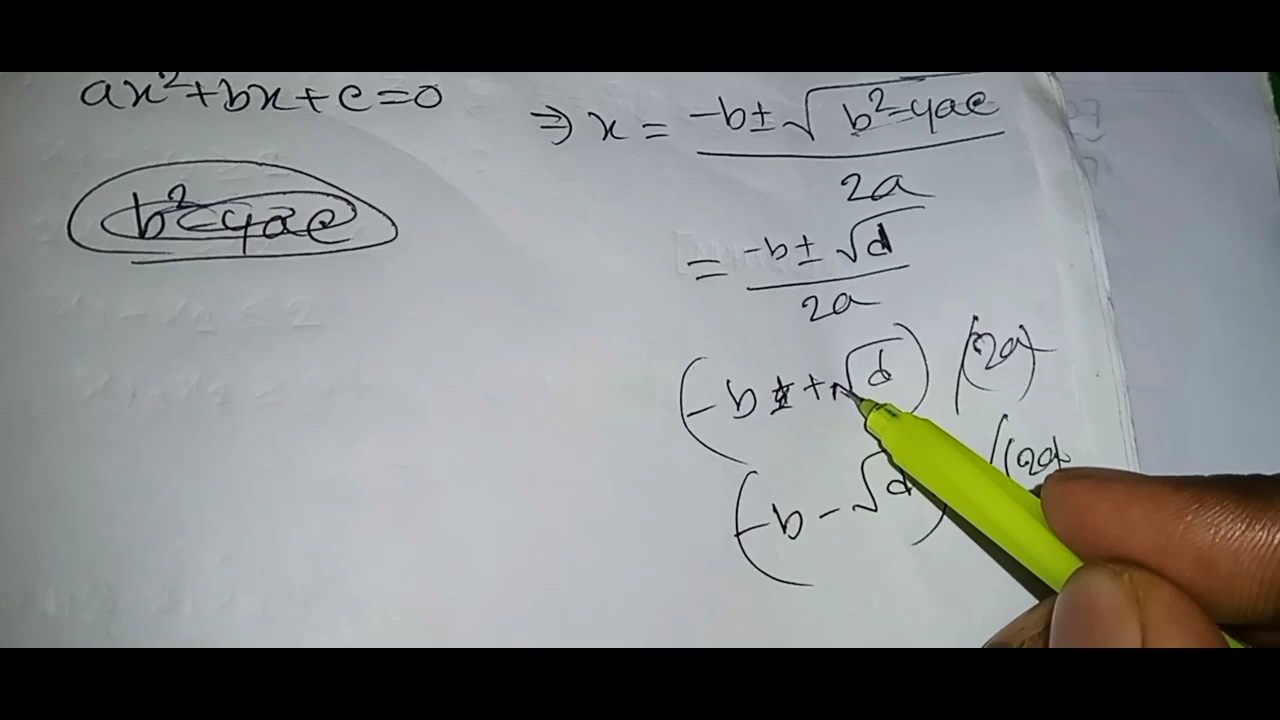 ax²+bx+c=0
⇒ x = (-b ± √(b²-4ac)) / 2a
b²-4ac
= (-b ± √d) / 2a
(-b + √d) / (2a)
(-b - √d) / (2a)